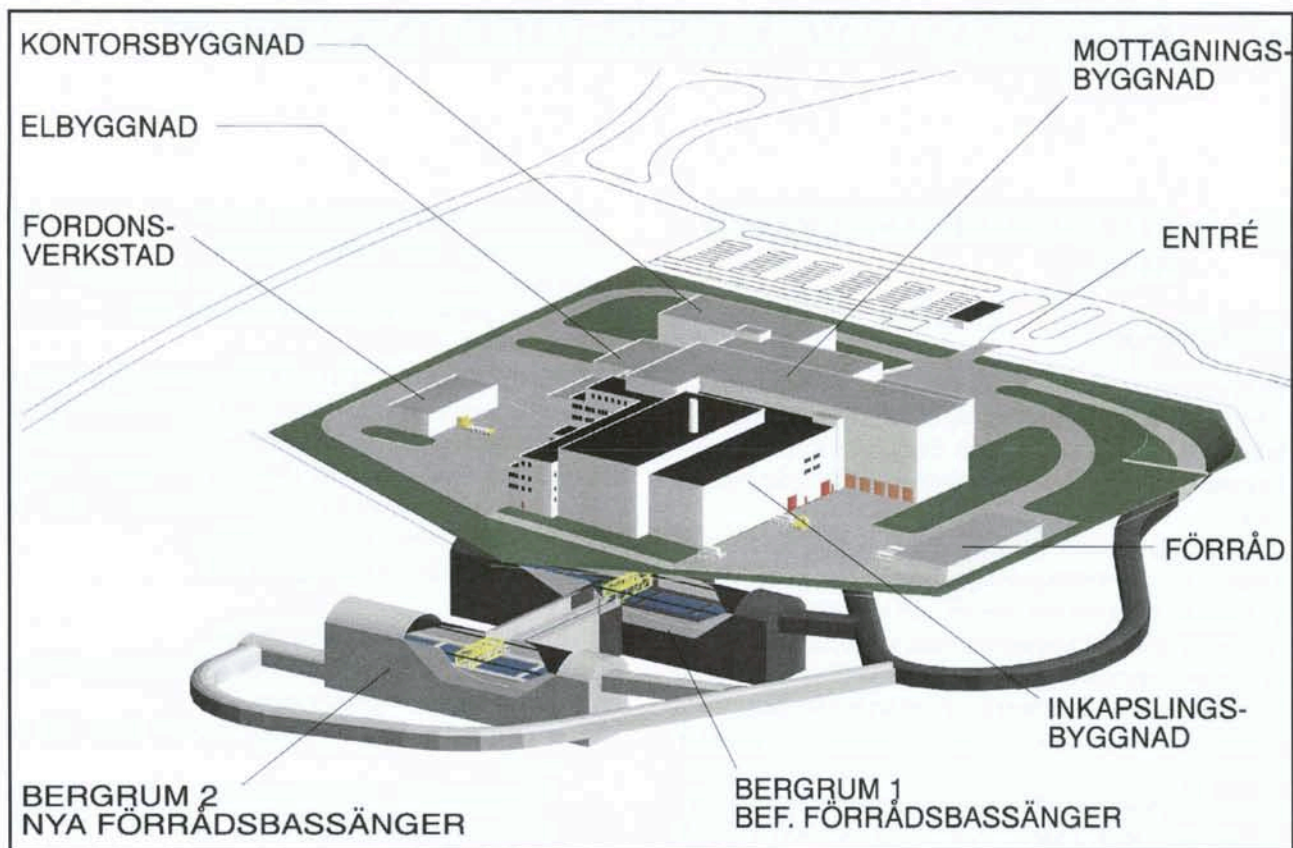 KONTORSBYGGNAD
MOTTAGNINGS-
BYGGNAD
ELBYGGNAD
FORDONS-
VERKSTAD
ENTRÉ
FÖRRÅD
INKAPSLINGS-
BYGGNAD
BERGRUM 2
NYA FÖRRÅDSBASSÄNGER
BERGRUM 1
BEF. FÖRRÅDSBASSÄNGER